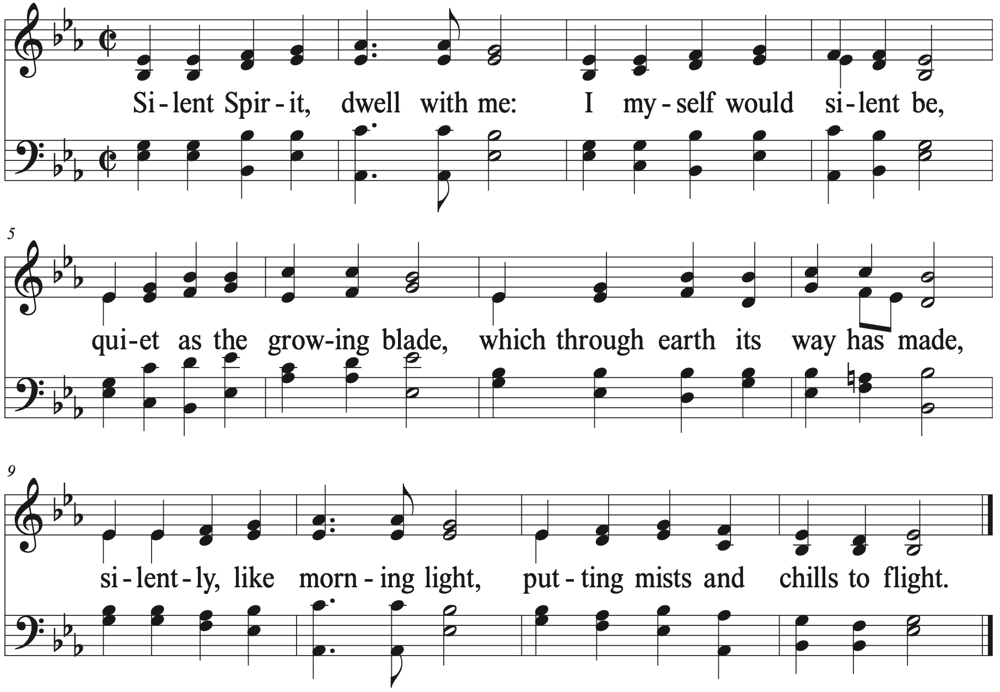 Si - lent Spir - it, dwell with me: I my - self would si - lent be,
5
qui - et as the grow - ing blade, which through earth its way has made,
9
si - lent - ly, like morn - ing light, put - ting mists and chills to flight.